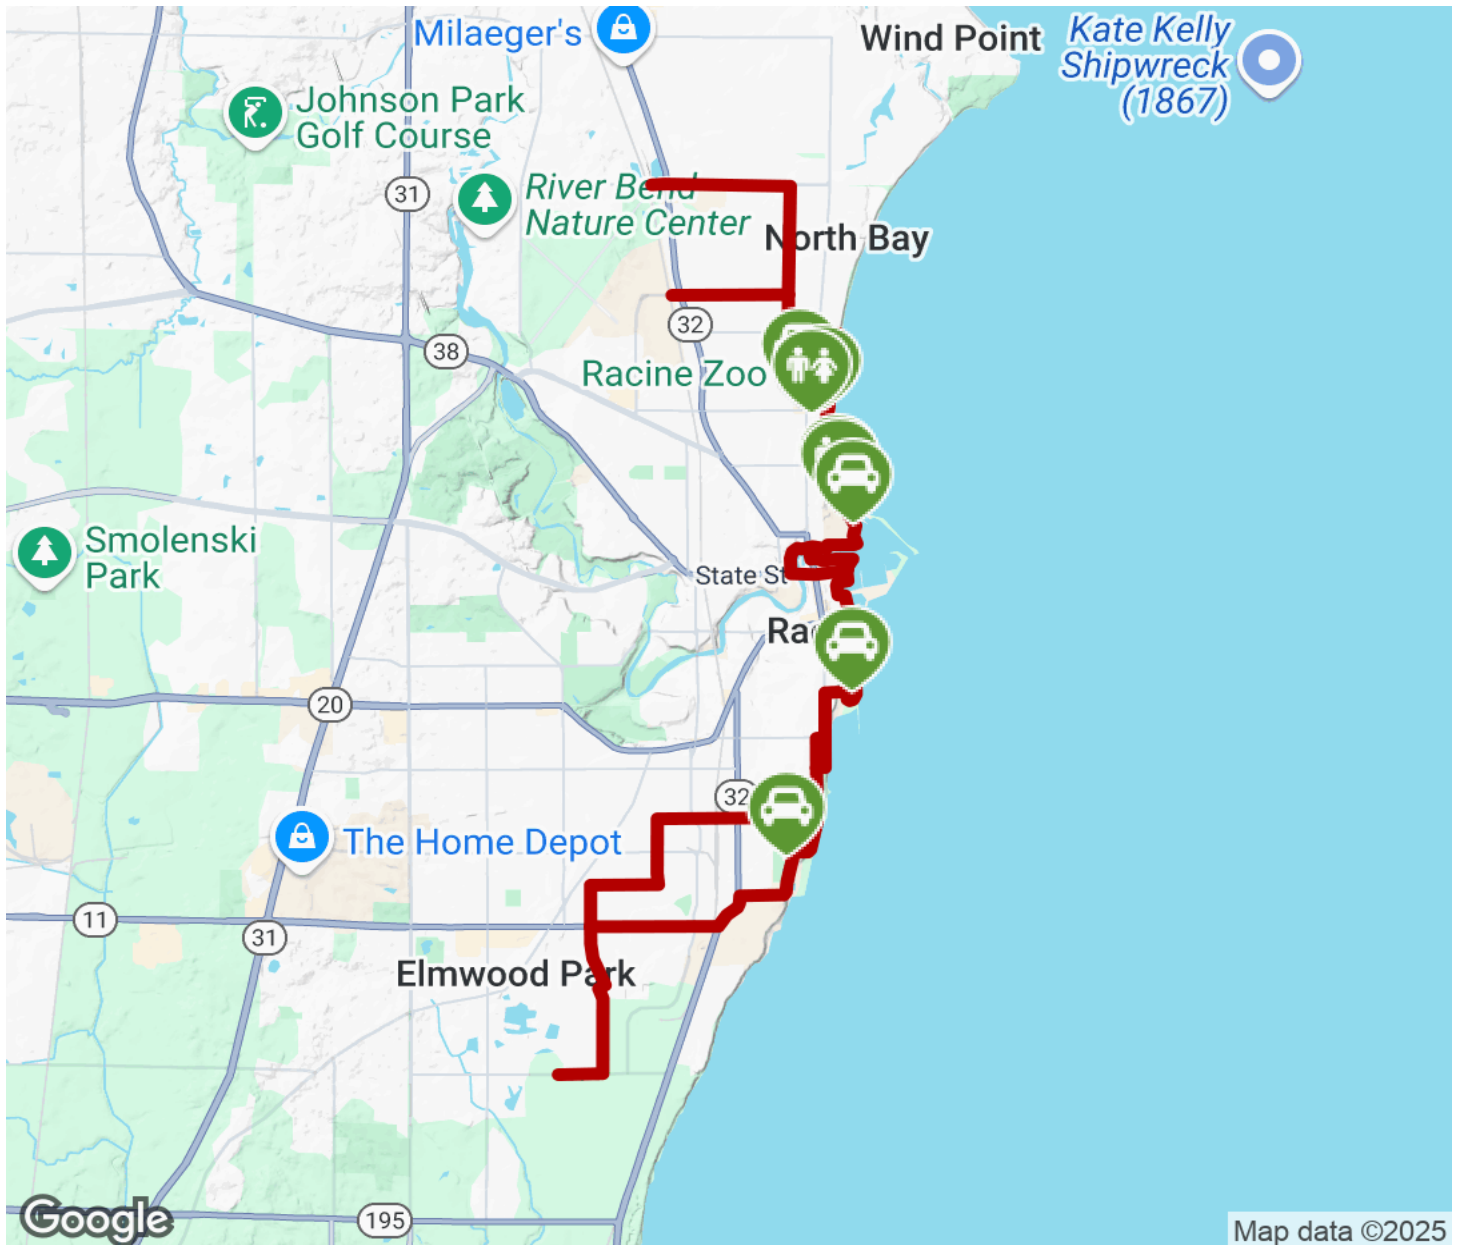 Milaeger's
Wind Point
Kate Kelly
Shipwreck
(1867)
Johnson Park
Golf Course
31
River Bend
Nature Center
North Bay
32
38
Racine Zoo
Smolenski
Park
State St
Ra
20
32
The Home Depot
11
31
Elmwood Park
195
Google
Map data ©2025